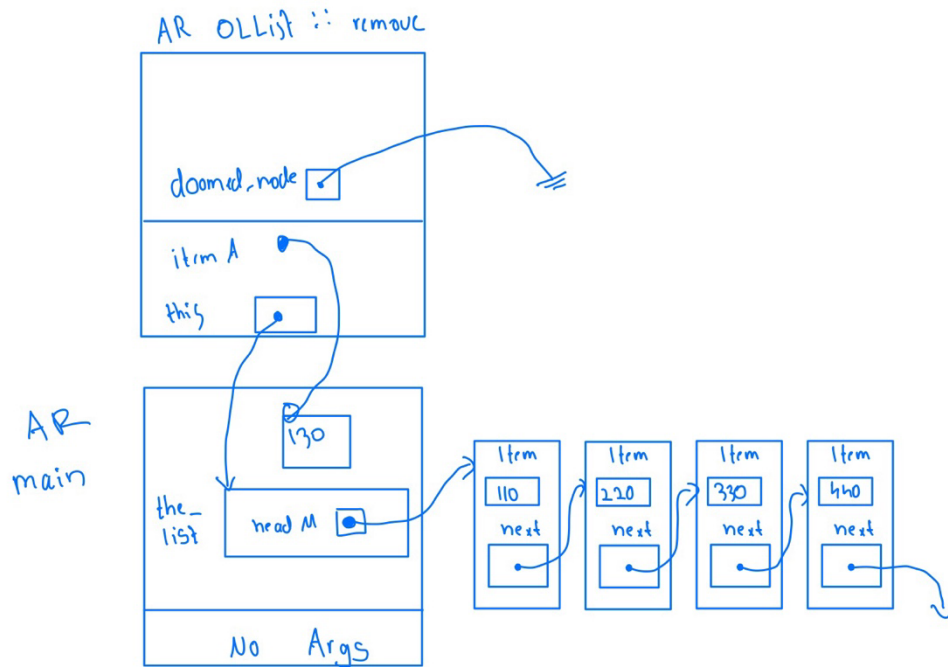 AR OLList :: remove
doomed_node
item A
this
AR
main
130
the_
list
head M
No Args
Item Item Item Item
110 220 330 440
next next next next